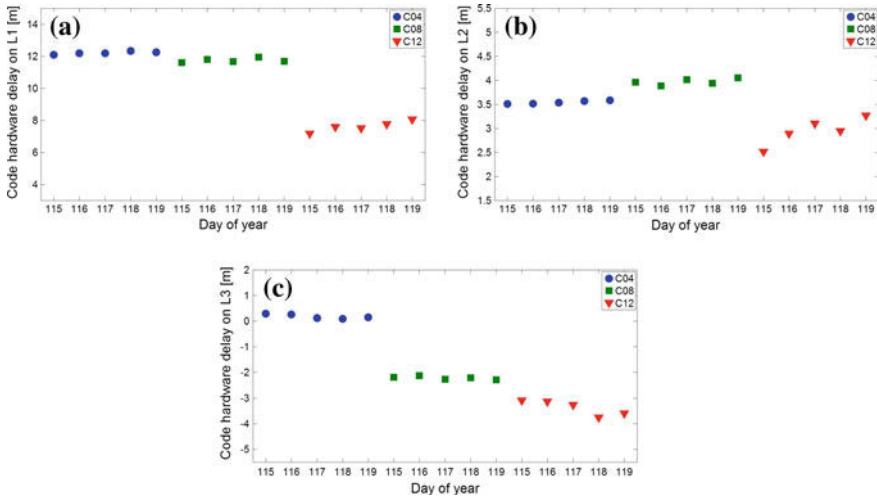 (a)
C04
C08
C12
Code hardware delay on L1 [m]
14
12
10
8
6
4
115 116 117 118 119 115 116 117 118 119 115 116 117 118 119
Day of year
(b)
C04
C08
C12
Code hardware delay on L2 [m]
5.5
5
4.5
4
3.5
3
2.5
2
1.5
115 116 117 118 119 115 116 117 118 119 115 116 117 118 119
Day of year
(c)
C04
C08
C12
Code hardware delay on L3 [m]
2
1
0
-1
-2
-3
-4
-5
115 116 117 118 119 115 116 117 118 119 115 116 117 118 119
Day of year